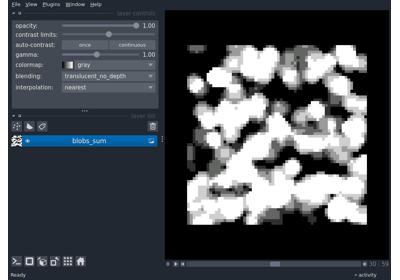 File View Plugins Window Help
layer controls
opacity: 1.00
contrast limits:
auto-contrast: once continuous
gamma: 1.00
colormap: gray
blending: translucent_no_depth
interpolation: nearest
layer list
blobs_sum
30 59
Ready activity